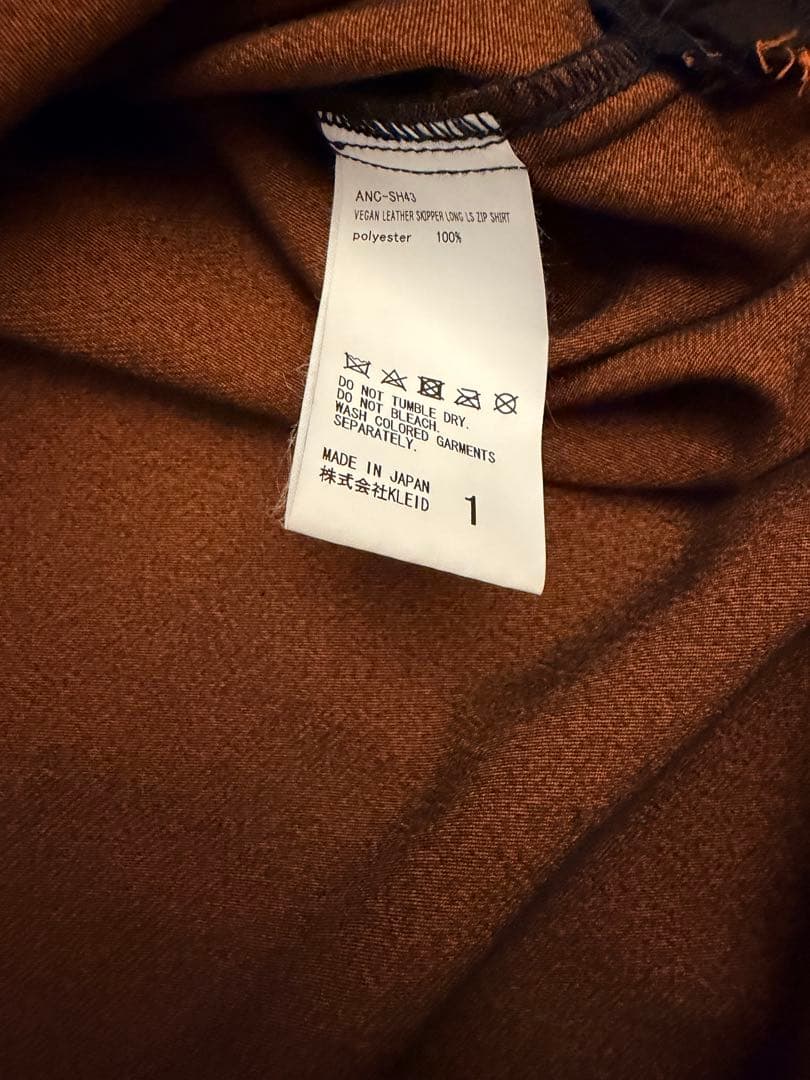 ANC-SH43
VEGAN LEATHER SKIPPER LONG LS ZIP SHIRT
polyester 100%
DO NOT TUMBLE DRY.
DO NOT BLEACH.
WASH COLORED GARMENTS
SEPARATELY.
MADE IN JAPAN
株式会社KLEID
1